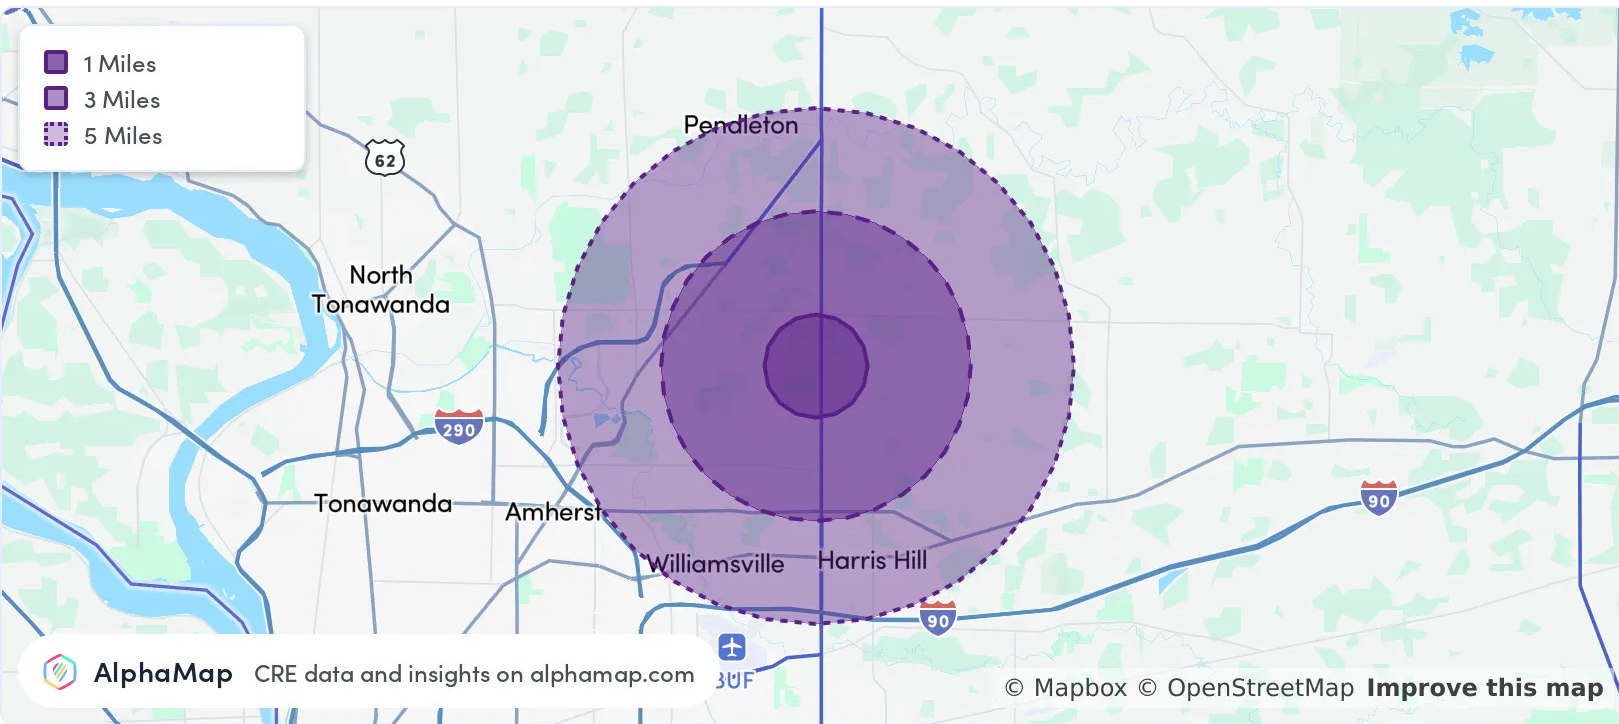 1 Miles
3 Miles
5 Miles
Pendleton
62
North
Tonawanda
290
Tonawanda
Amherst
90
Williamsville
Harris Hill
90
BUF
AlphaMap CRE data and insights on alphamap.com
© Mapbox © OpenStreetMap Improve this map